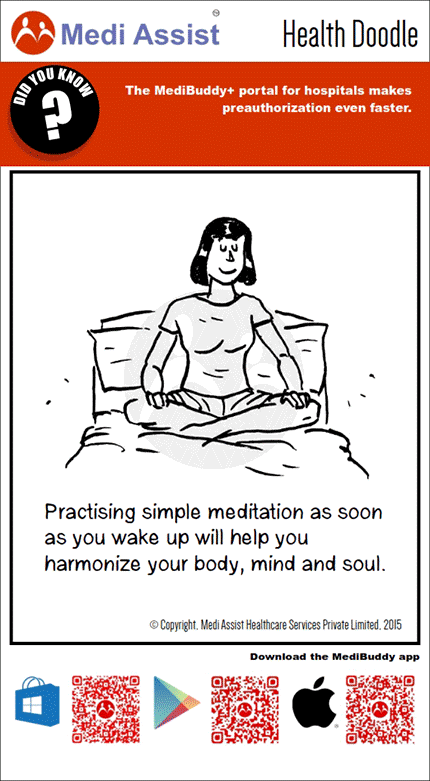 Medi Assist
Health Doodle
DID YOU KNOW
?
The MediBuddy+ portal for hospitals makes
preauthorization even faster.
Practising simple meditation as soon
as you wake up will help you
harmonize your body, mind and soul.
© Copyright. Medi Assist Healthcare Services Private Limited. 2015
Download the MediBuddy app